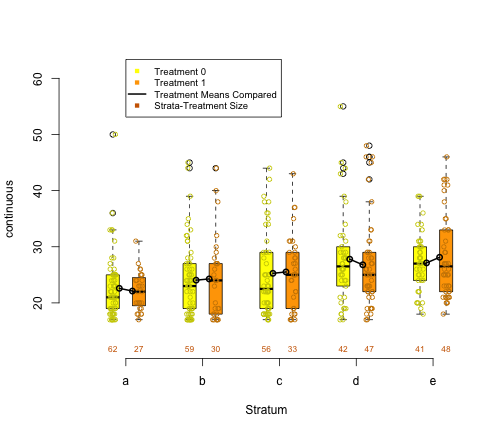 Treatment 0
Treatment 1
Treatment Means Compared
Strata-Treatment Size
60
50
40
30
20
continuous
62 27 59 30 56 33 42 47 41 48
a b c d e
Stratum